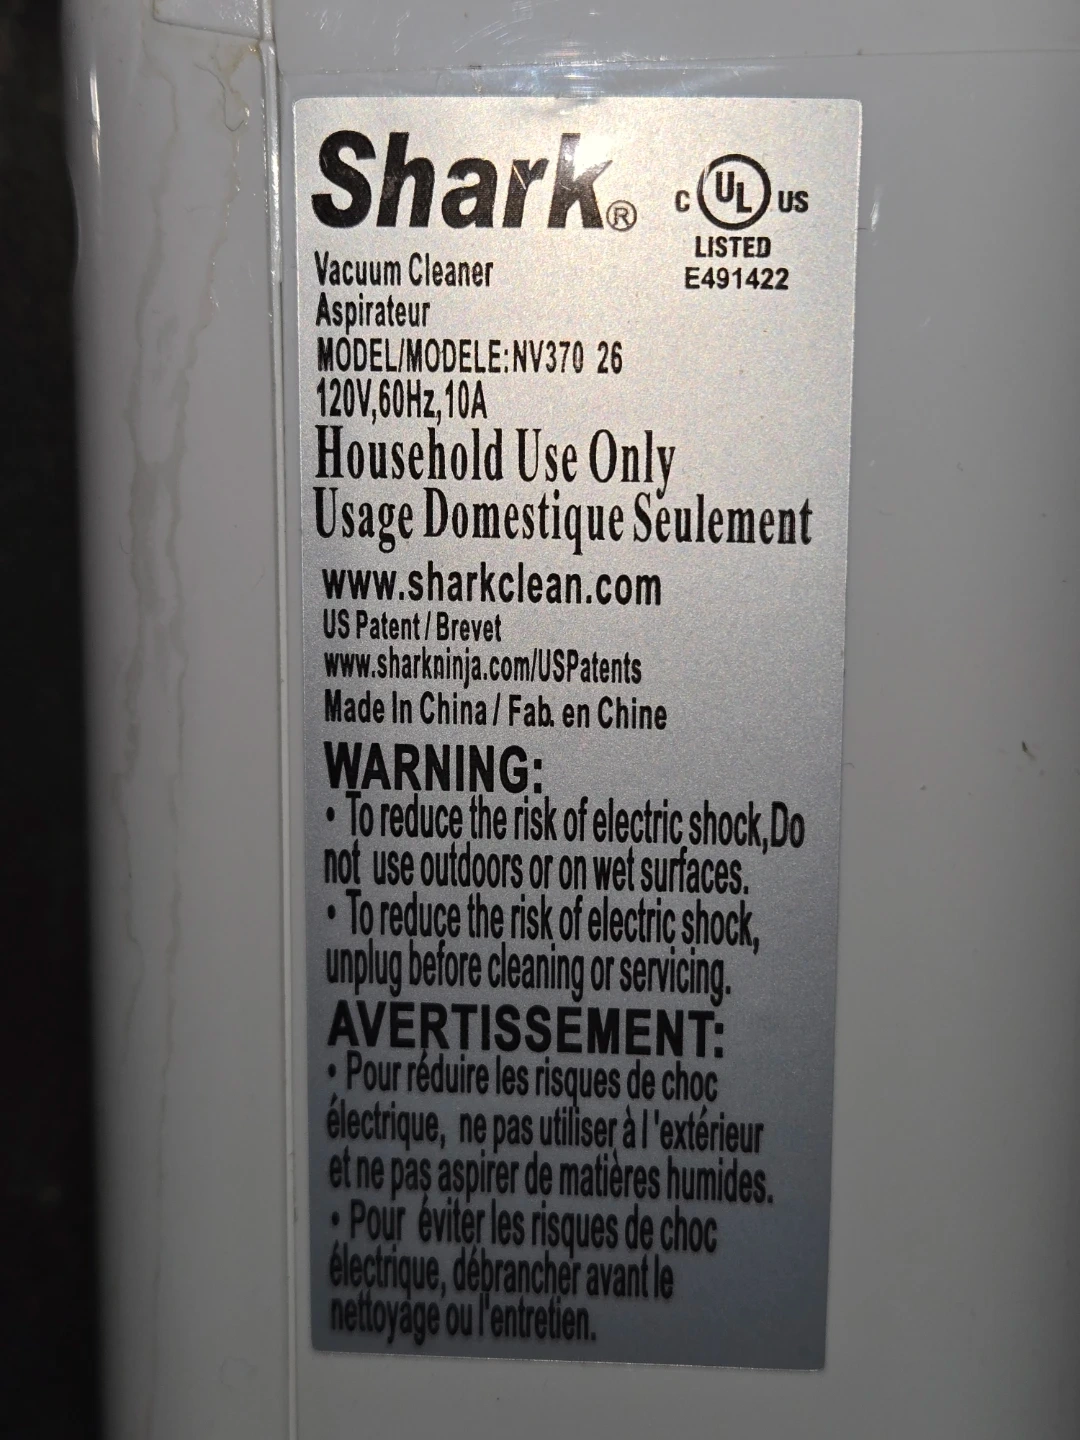 Shark®
C UL US
LISTED
E491422
Vacuum Cleaner
Aspirateur
MODEL/MODELE:NV370 26
120V,60Hz,10A
Household Use Only
Usage Domestique Seulement
www.sharkclean.com
US Patent / Brevet
www.sharkninja.com/USPatents
Made In China / Fab. en Chine
WARNING:
• To reduce the risk of electric shock,Do
not use outdoors or on wet surfaces.
• To reduce the risk of electric shock,
unplug before cleaning or servicing.
AVERTISSEMENT:
• Pour réduire les risques de choc
électrique, ne pas utiliser à l'extérieur
et ne pas aspirer de matières humides.
• Pour éviter les risques de choc
électrique, débrancher avant le
nettoyage ou l'entretien.